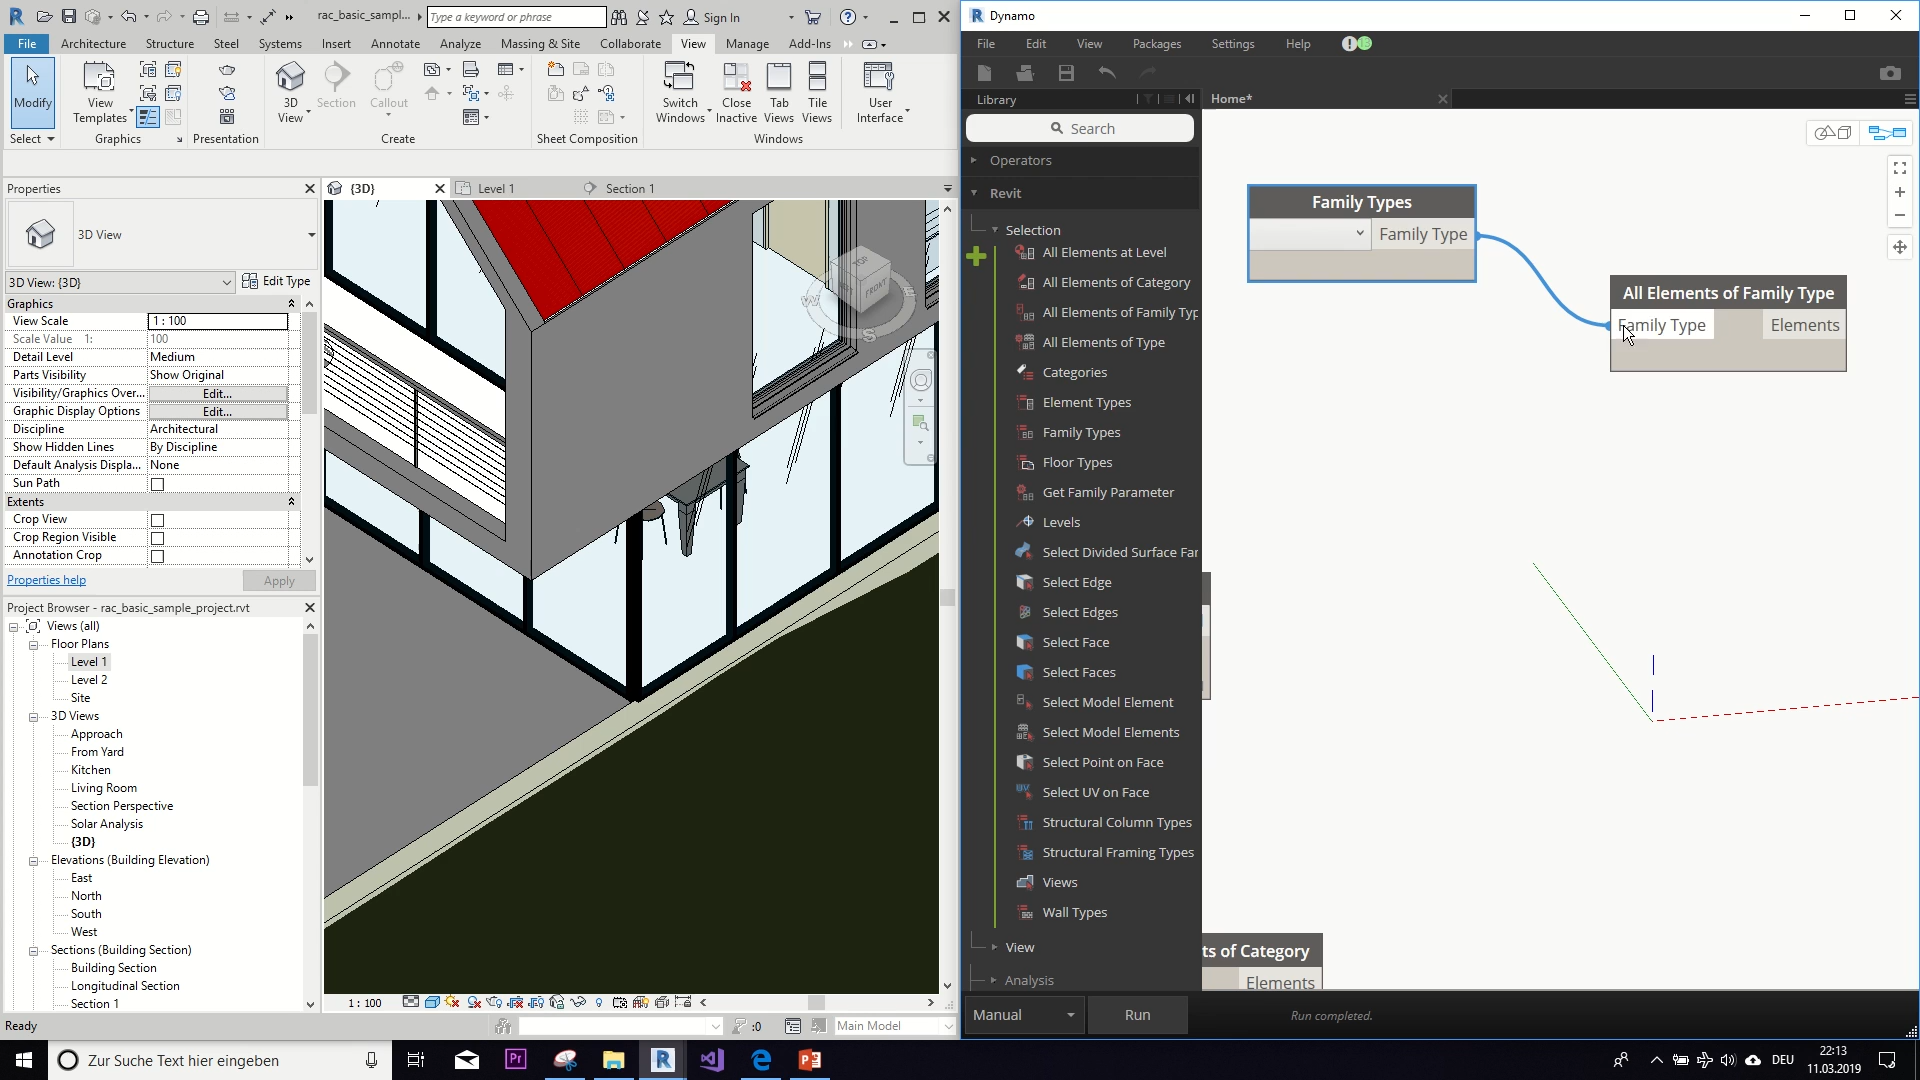 rac_basic_sampl...
Type a keyword or phrase
Sign In
File
Architecture
Structure
Steel
Systems
Insert
Annotate
Analyze
Massing & Site
Collaborate
View
Manage
Add-Ins
Modify
View
Templates
3D
View
Section
Callout
Switch
Windows
Close
Inactive
Tab
Views
Tile
Views
User
Interface
Select
Graphics
Presentation
Create
Sheet Composition
Windows
Properties
3D View
3D View: {3D}
Edit Type
Graphics
View Scale
1 : 100
Scale Value 1:
100
Detail Level
Medium
Parts Visibility
Show Original
Visibility/Graphics Over...
Edit...
Graphic Display Options
Edit...
Discipline
Architectural
Show Hidden Lines
By Discipline
Default Analysis Displa...
None
Sun Path
Extents
Crop View
Crop Region Visible
Annotation Crop
Properties help
Apply
Project Browser - rac_basic_sample_project.rvt
Views (all)
Floor Plans
Level 1
Level 2
Site
3D Views
Approach
From Yard
Kitchen
Living Room
Section Perspective
Solar Analysis
{3D}
Elevations (Building Elevation)
East
North
South
West
Sections (Building Section)
Building Section
Longitudinal Section
Section 1
{3D}
Level 1
Section 1
TOP
FRONT
W
E
S
1 : 100
Ready
:0
Main Model
Dynamo
File
Edit
View
Packages
Settings
Help
Library
Home*
Search
Operators
Revit
Selection
All Elements at Level
All Elements of Category
All Elements of Family Typ
All Elements of Type
Categories
Element Types
Family Types
Floor Types
Get Family Parameter
Levels
Select Divided Surface Fa
Select Edge
Select Edges
Select Face
Select Faces
Select Model Element
Select Model Elements
Select Point on Face
Select UV on Face
Structural Column Types
Structural Framing Types
Views
Wall Types
View
Analysis
Family Types
Family Type
All Elements of Family Type
Family Type
Elements
ts of Category
Elements
Manual
Run
Run completed.
Zur Suche Text hier eingeben
DEU
22:13
11.03.2019